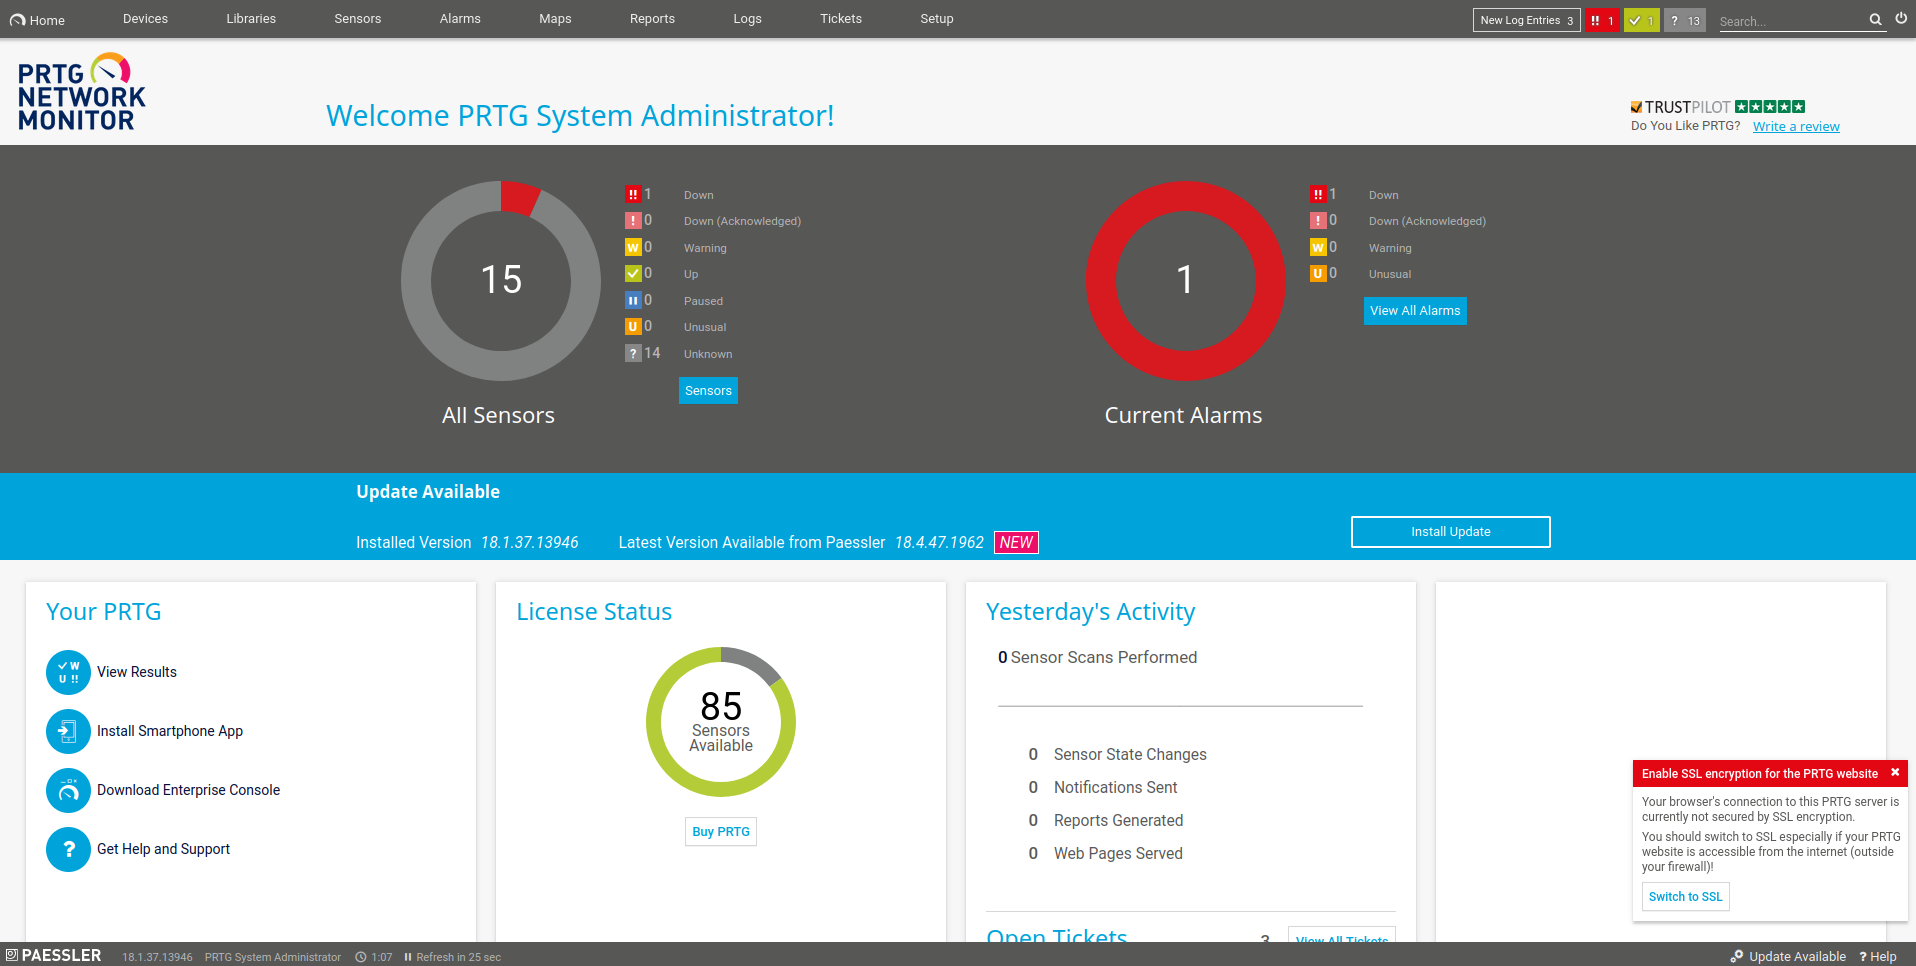 Home Devices Libraries Sensors Alarms Maps Reports Logs Tickets Setup New Log Entries 3 !! 1 1 ? 13 Search...
PRTG
NETWORK
MONITOR
Welcome PRTG System Administrator!
TRUSTPILOT
Do You Like PRTG? Write a review
15
All Sensors
!! 1 Down
! 0 Down (Acknowledged)
W 0 Warning
0 Up
0 Paused
U 0 Unusual
? 14 Unknown
Sensors
1
Current Alarms
!! 1 Down
! 0 Down (Acknowledged)
W 0 Warning
U 0 Unusual
View All Alarms
Update Available
Installed Version 18.1.37.13946 Latest Version Available from Paessler 18.4.47.1962 NEW
Install Update
Your PRTG
W
U !!
View Results
Install Smartphone App
Download Enterprise Console
? Get Help and Support
License Status
85
Sensors
Available
Buy PRTG
Yesterday's Activity
0 Sensor Scans Performed
0 Sensor State Changes
0 Notifications Sent
0 Reports Generated
0 Web Pages Served
Open Tickets 3 View All Tickets
Enable SSL encryption for the PRTG website
Your browser's connection to this PRTG server is
currently not secured by SSL encryption.
You should switch to SSL especially if your PRTG
website is accessible from the internet (outside
your firewall)!
Switch to SSL
PAESSLER 18.1.37.13946 PRTG System Administrator 1:07 Refresh in 25 sec Update Available ? Help